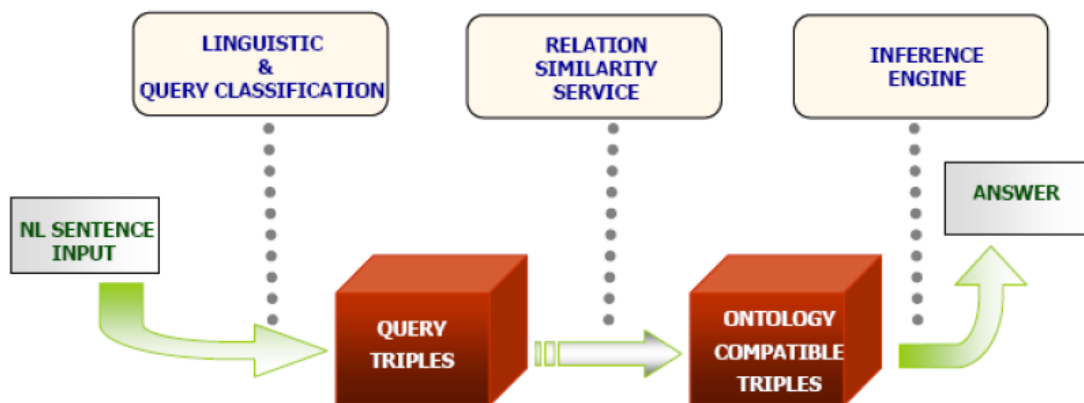 LINGUISTIC
&
QUERY CLASSIFICATION
RELATION
SIMILARITY
SERVICE
INFERENCE
ENGINE
NL SENTENCE
INPUT
QUERY
TRIPLES
ONTOLOGY
COMPATIBLE
TRIPLES
ANSWER